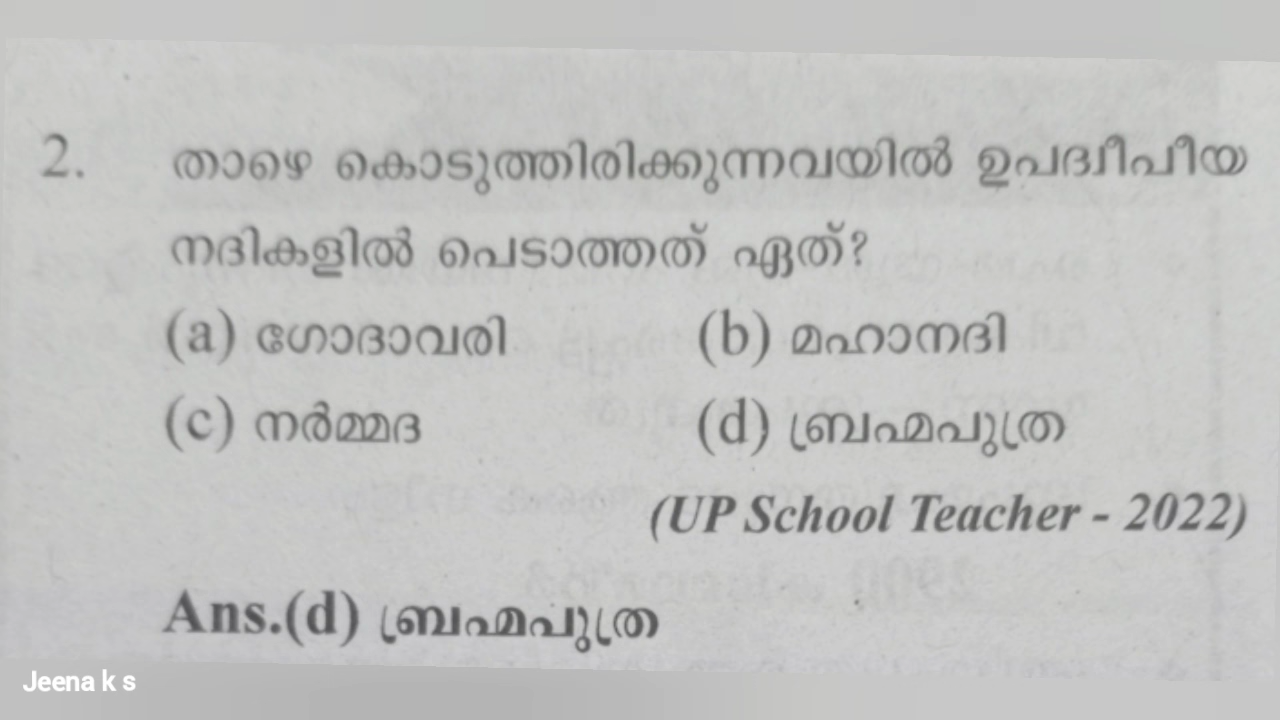 2. താഴെ കൊടുത്തിരിക്കുന്നവയിൽ ഉപദ്വീപീയ
നദികളിൽ പെടാത്തത് ഏത്?
(a) ഗോദാവരി (b) മഹാനദി
(c) നർമ്മദ (d) ബ്രഹ്മപുത്ര
(UP School Teacher - 2022)
Ans.(d) ബ്രഹ്മപുത്ര
Jeena k s